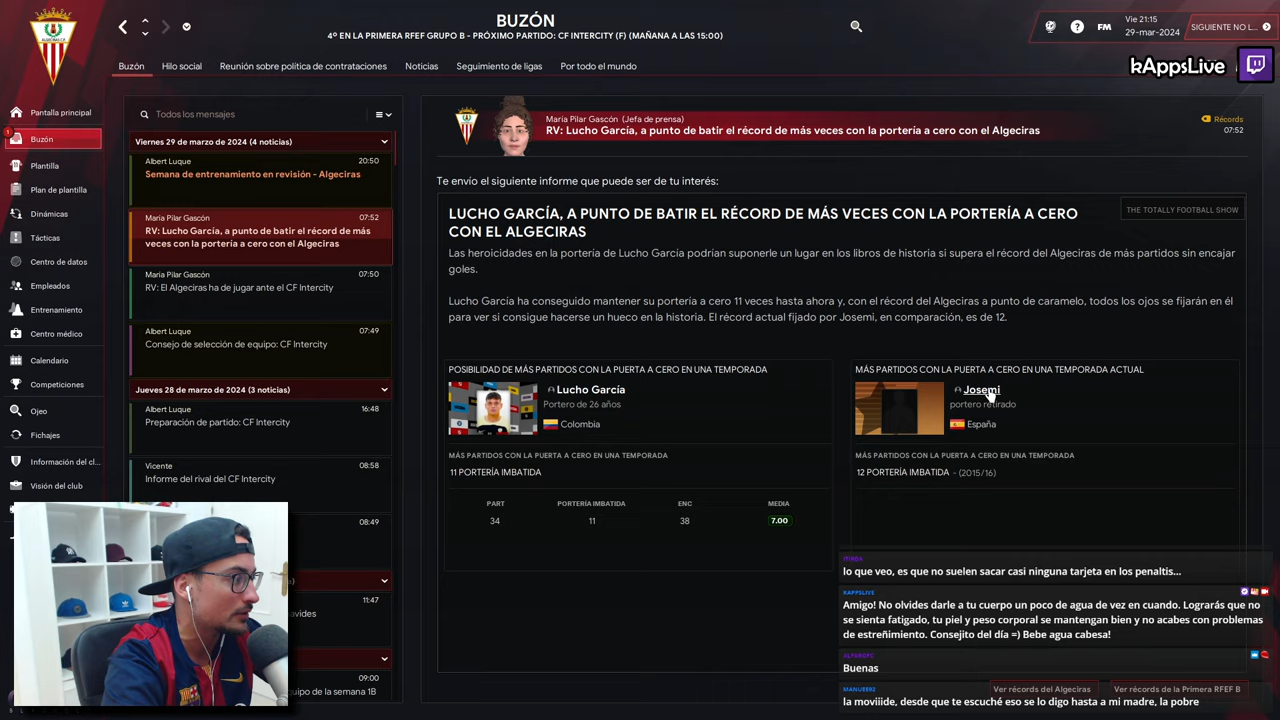 BUZÓN
4º EN LA PRIMERA RFEF GRUPO B - PRÓXIMO PARTIDO: CF INTERCITY (F) (MAÑANA A LAS 15:00)
FM
Vie 21:15
29-mar-2024
SIGUIENTE NO L...
Buzón
Hilo social
Reunión sobre política de contrataciones
Noticias
Seguimiento de ligas
Por todo el mundo
kAppsLive
Pantalla principal
1
Buzón
Plantilla
Plan de plantilla
Dinámicas
Tácticas
Centro de datos
Empleados
Entrenamiento
Centro médico
Calendario
Competiciones
Ojeo
Fichajes
Información del cl...
Visión del club
Todos los mensajes
Viernes 29 de marzo de 2024 (4 noticias)
Albert Luque 20:50
Semana de entrenamiento en revisión - Algeciras
María Pilar Gascón 07:52
RV: Lucho García, a punto de batir el récord de más
veces con la portería a cero con el Algeciras
María Pilar Gascón 07:50
RV: El Algeciras ha de jugar ante el CF Intercity
Albert Luque 07:49
Consejo de selección de equipo: CF Intercity
Jueves 28 de marzo de 2024 (3 noticias)
Albert Luque 16:48
Preparación de partido: CF Intercity
Vicente 08:58
Informe del rival del CF Intercity
08:49
11:47
09:00
quipo de la semana 1B
María Pilar Gascón (Jefa de prensa)
RV: Lucho García, a punto de batir el récord de más veces con la portería a cero con el Algeciras
Récords
07:52
Te envío el siguiente informe que puede ser de tu interés:
LUCHO GARCÍA, A PUNTO DE BATIR EL RÉCORD DE MÁS VECES CON LA PORTERÍA A CERO
CON EL ALGECIRAS
THE TOTALLY FOOTBALL SHOW
Las heroicidades en la portería de Lucho García podrían suponerle un lugar en los libros de historia si supera el récord del Algeciras de más partidos sin encajar
goles.
Lucho García ha conseguido mantener su portería a cero 11 veces hasta ahora y, con el récord del Algeciras a punto de caramelo, todos los ojos se fijarán en él
para ver si consigue hacerse un hueco en la historia. El récord actual fijado por Josemi, en comparación, es de 12.
POSIBILIDAD DE MÁS PARTIDOS CON LA PUERTA A CERO EN UNA TEMPORADA
Lucho García
Portero de 26 años
Colombia
MÁS PARTIDOS CON LA PUERTA A CERO EN UNA TEMPORADA
11 PORTERÍA IMBATIDA
PART PORTERÍA IMBATIDA ENC MEDIA
34 11 38 7.00
MÁS PARTIDOS CON LA PUERTA A CERO EN UNA TEMPORADA ACTUAL
Josemi
portero retirado
España
MÁS PARTIDOS CON LA PUERTA A CERO EN UNA TEMPORADA
12 PORTERÍA IMBATIDA - (2015/16)
lo que veo, es que no suelen sacar casi ninguna tarjeta en los penaltis...
KAPPSLIVE
Amigo! No olvides darle a tu cuerpo un poco de agua de vez en cuando. Lograrás que no
se sienta fatigado, tu piel y peso corporal se mantengan bien y no acabes con problemas
de estreñimiento. Consejito del día =) Bebe agua cabesa!
Buenas
la moviiide, desde que te escuché eso se lo digo hasta a mi madre, la pobre
Ver récords del Algeciras
Ver récords de la Primera RFEF B